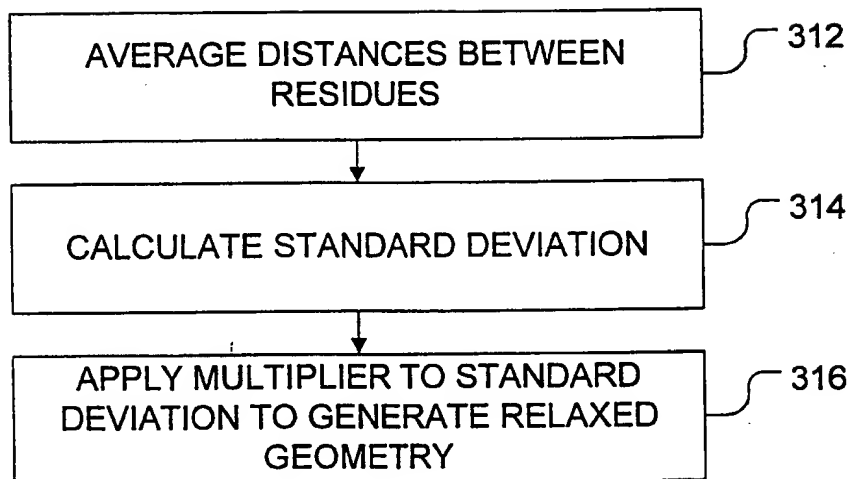 AVERAGE DISTANCES BETWEEN
RESIDUES
312
CALCULATE STANDARD DEVIATION
314
APPLY MULTIPLIER TO STANDARD
DEVIATION TO GENERATE RELAXED
GEOMETRY
316